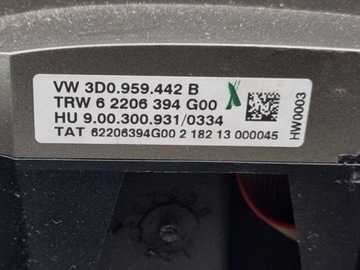 VW 3D0.959.442 B
TRW 6 2206 394 G00
HU 9.00.300.931/0334
TAT 62206394G00 2 182 13 000045
HW0003